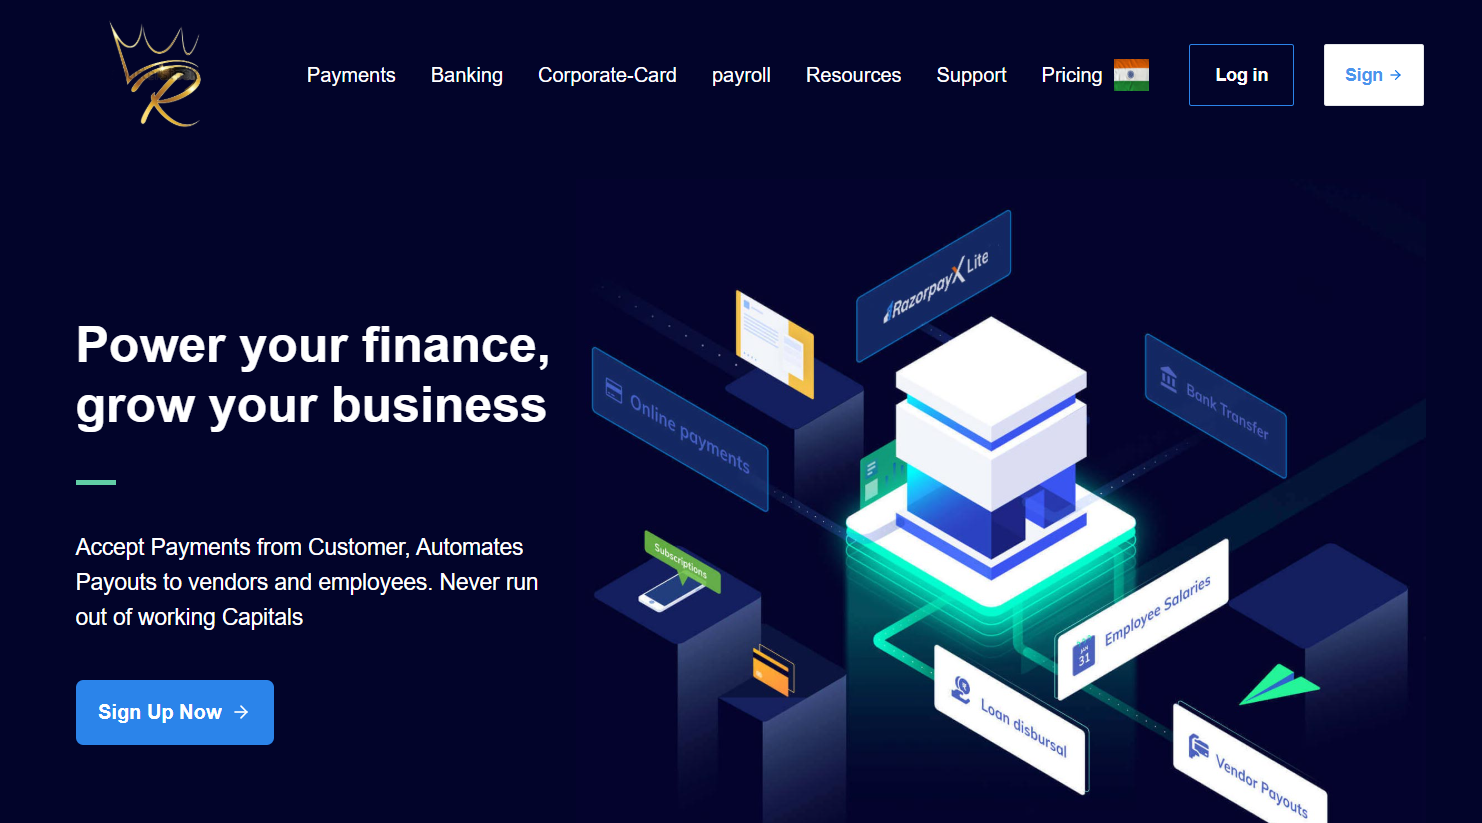 R
Payments Banking Corporate-Card payroll Resources Support Pricing Log in Sign →
Power your finance,
grow your business
Accept Payments from Customer, Automates
Payouts to vendors and employees. Never run
out of working Capitals
Sign Up Now →
RazorpayX Lite
Online payments
Bank Transfer
Subscriptions
Employee Salaries
JAN
31
Loan disbursal
Vendor Payouts